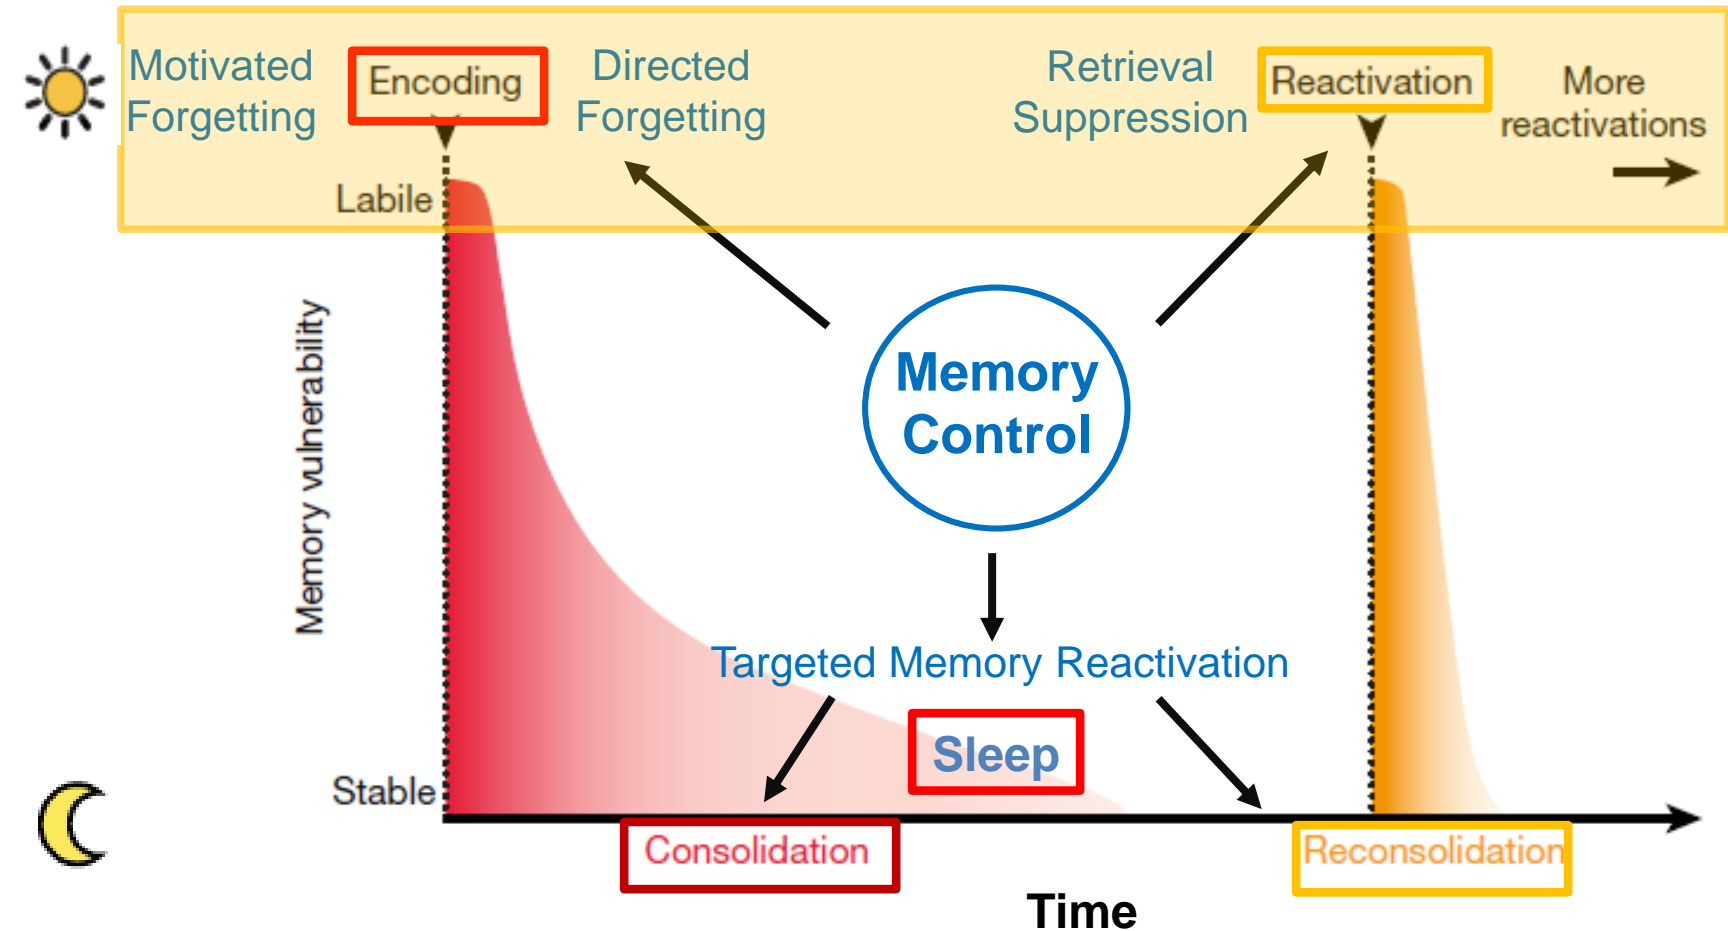 Motivated
Forgetting
Encoding
Directed
Forgetting
Retrieval
Suppression
Reactivation
More
reactivations
Labile
Memory vulnerability
Memory
Control
Targeted Memory Reactivation
Sleep
Stable
Consolidation
Reconsolidation
Time